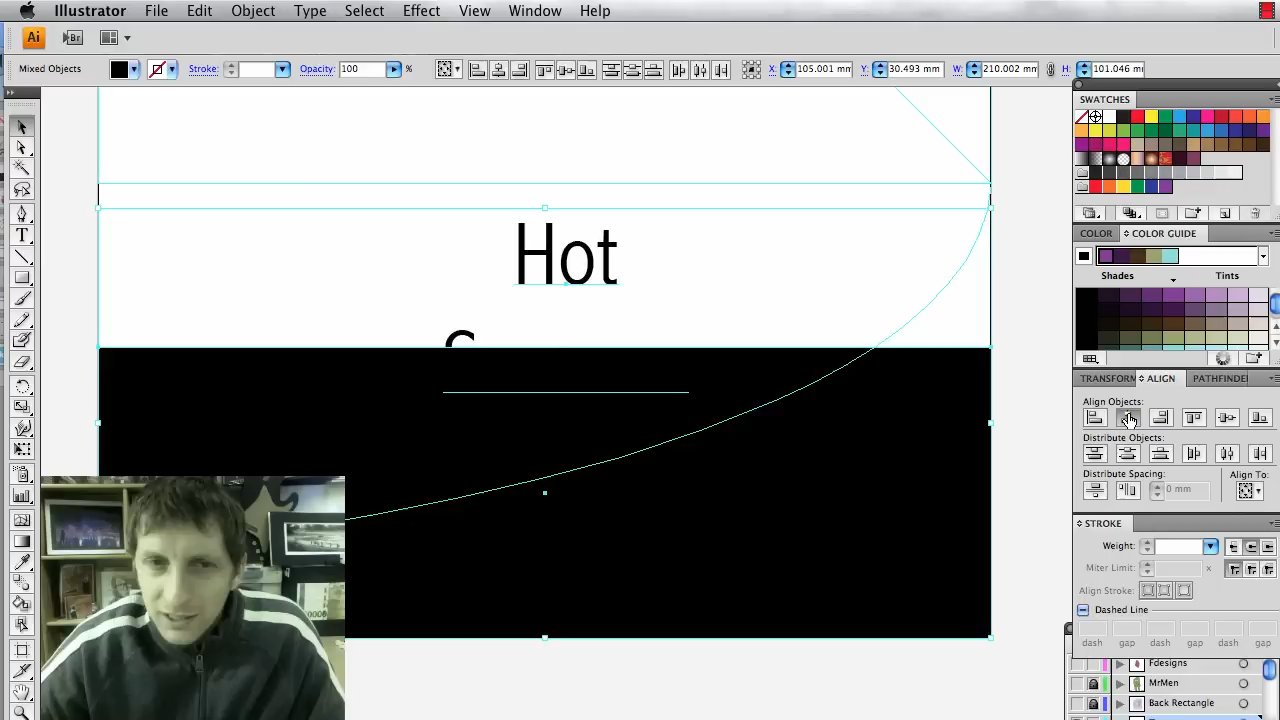 Illustrator File Edit Object Type Select Effect View Window Help
Ai Br
Mixed Objects Stroke: Opacity: 100 % X: 105.001 mm Y: 30.493 mm W: 210.002 mm H: 101.046 mm
SWATCHES
COLOR COLOR GUIDE
Shades Tints
Hot
TRANSFORM ALIGN PATHFINDE
Align Objects:
Distribute Objects:
Distribute Spacing: Align To:
0 mm
STROKE
Weight:
Miter Limit: x
Align Stroke:
Dashed Line
dash gap dash gap dash gap
Fdesigns
MrMen
Back Rectangle